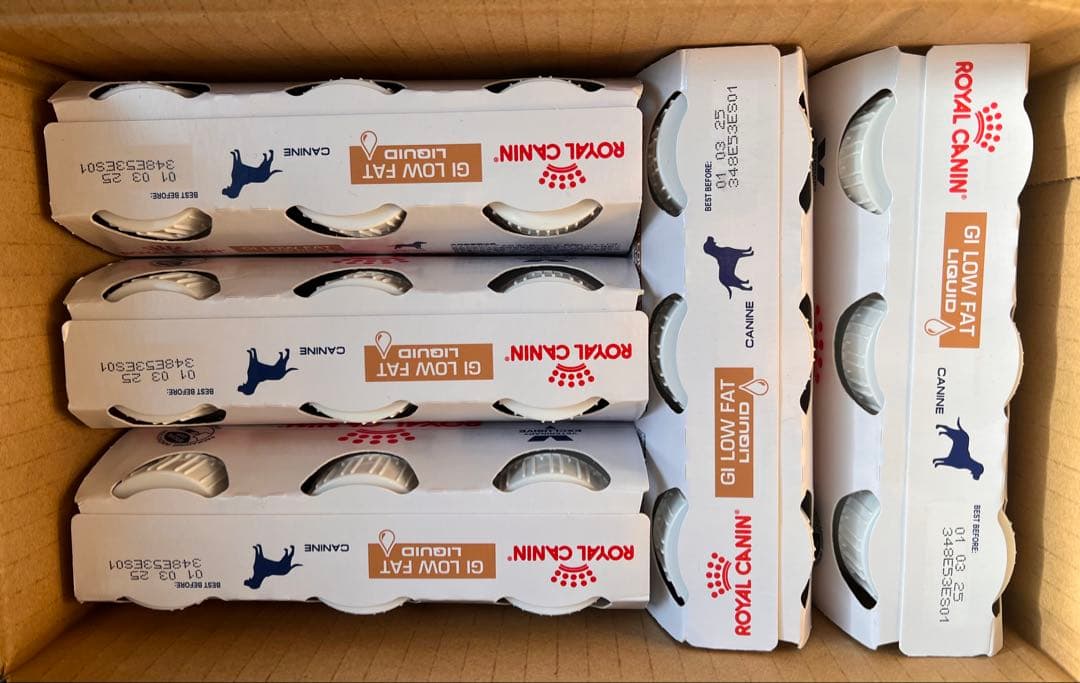 ROYAL CANIN®
GI LOW FAT
LIQUID
CANINE
BEST BEFORE:
01 03 25
348E53ES01
GI LOW FAT
ROYAL CANIN®
GI LOW FAT
LIQUID
CANINE
BEST BEFORE:
01 03 25
348E53ES01
ROYAL CANIN®
GI LOW FAT
LIQUID
CANINE
BEST BEFORE:
01 03 25
348E53ES01
ROYAL CANIN®
GI LOW FAT
LIQUID
CANINE
BEST BEFORE:
01 03 25
348E53ES01
ROYAL CANIN®
GI LOW FAT
LIQUID
CANINE
BEST BEFORE:
01 03 25
348E53ES01